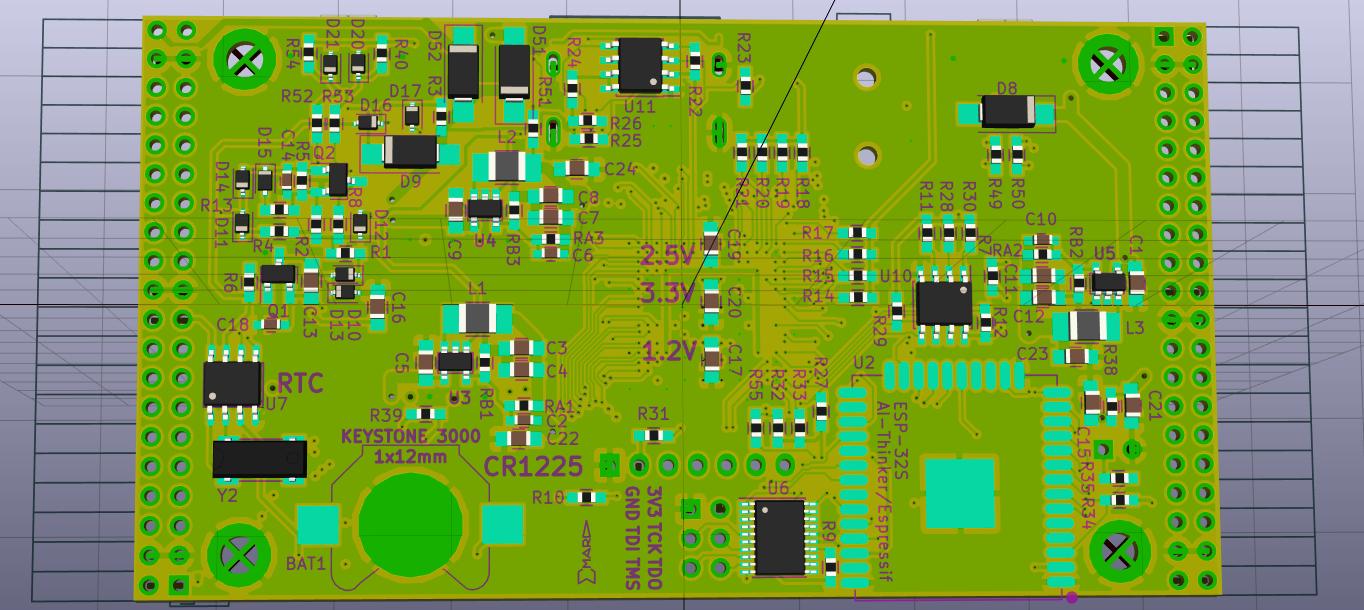 D21
D20
D52
D51
R54
R40
R3
R24
R23
R52
R53
D16
D17
R51
U11
R22
D8
R26
R25
L2
D15
C14
Q2
D9
C24
D14
R8
R20
R19
R18
R49
R50
R13
D11
D12
C8
C7
C9
U4
RB3
RA3
C6
R4
R2
R1
2.5V
C19
R17
R16
R15
R14
R11
R28
R30
R7
RA2
C10
RB2
U5
R6
Q1
C18
C13
D13
D10
C16
L1
3.3V
C20
U10
R29
R12
C11
C12
L3
C23
R38
RTC
U7
C5
RB1
C3
C4
1.2V
C17
U2
R39
RA1
C2
C22
R31
R55
R32
R33
R27
C21
C15
R35
R34
KEYSTONE 3000
1x12mm
CR1225
ESP-32S
AI-Thinker/Espressif
Y2
BAT1
R10
3V3 TCK TDO
GND TDI TMS
U6
R9